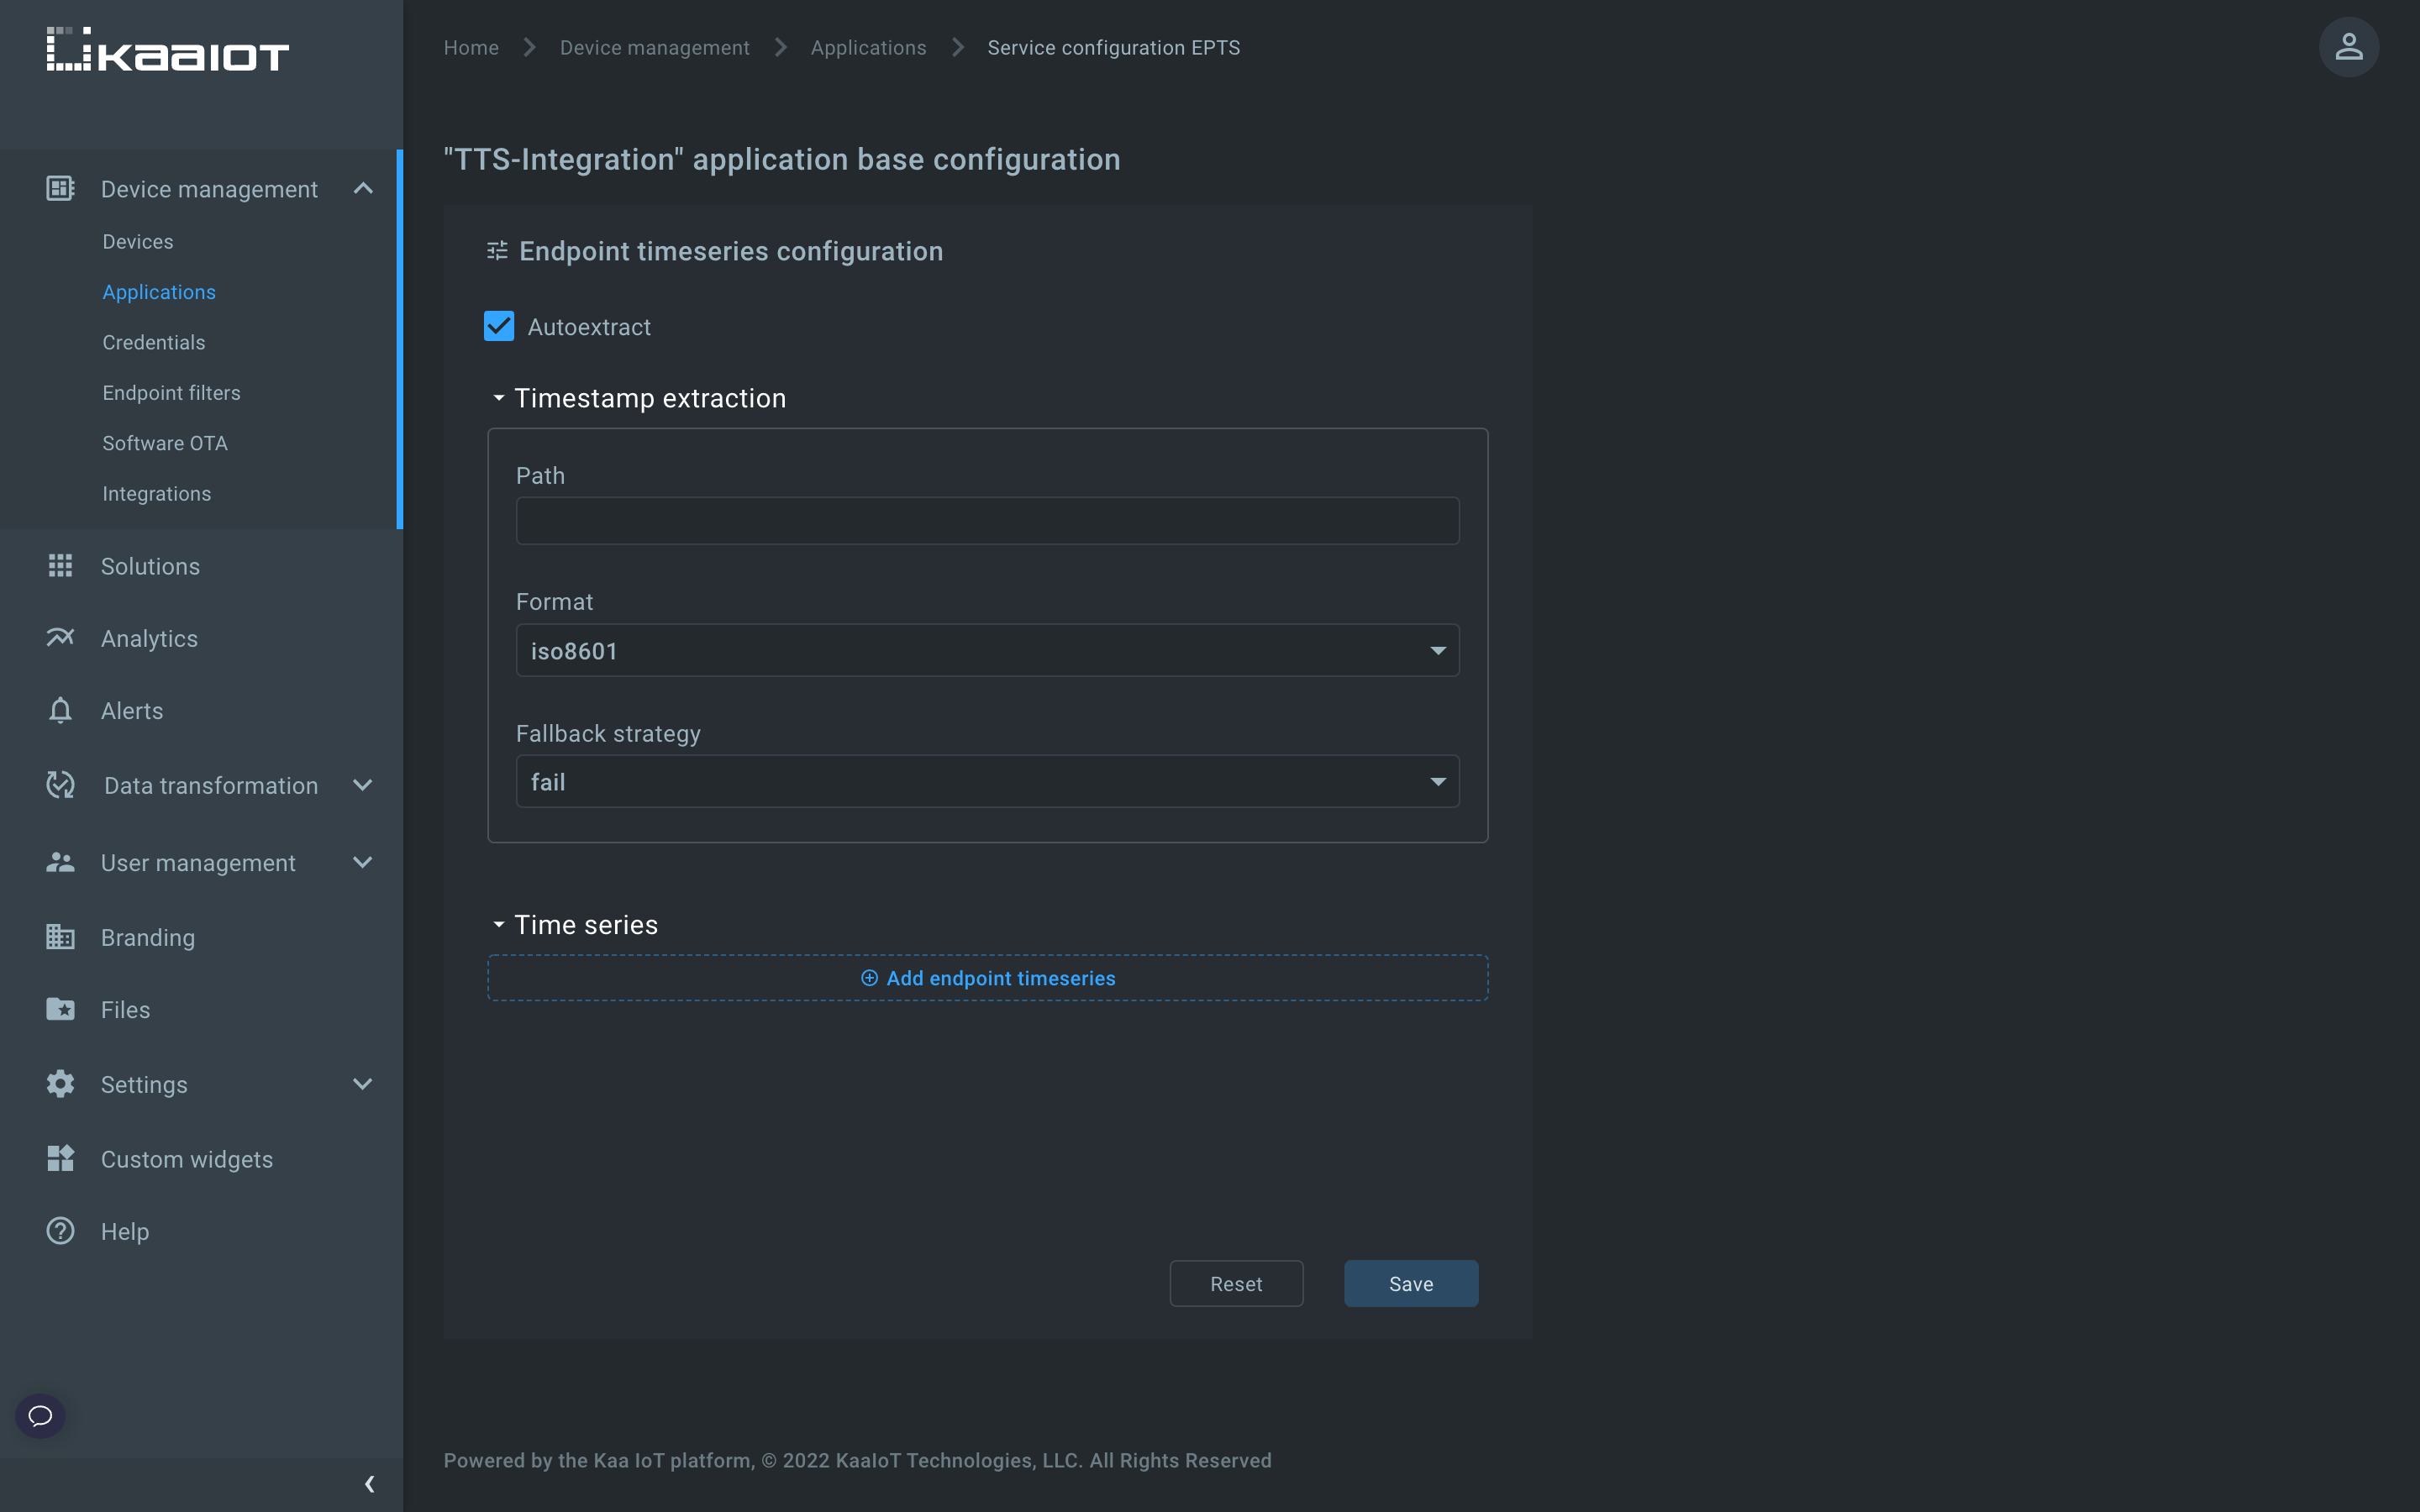 KaaIoT
Home
Device management
Applications
Service configuration EPTS
Device management
Devices
Applications
Credentials
Endpoint filters
Software OTA
Integrations
Solutions
Analytics
Alerts
Data transformation
User management
Branding
Files
Settings
Custom widgets
Help
"TTS-Integration" application base configuration
Endpoint timeseries configuration
Autoextract
Timestamp extraction
Path
Format
iso8601
Fallback strategy
fail
Time series
Add endpoint timeseries
Reset
Save
Powered by the Kaa IoT platform, © 2022 KaaIoT Technologies, LLC. All Rights Reserved